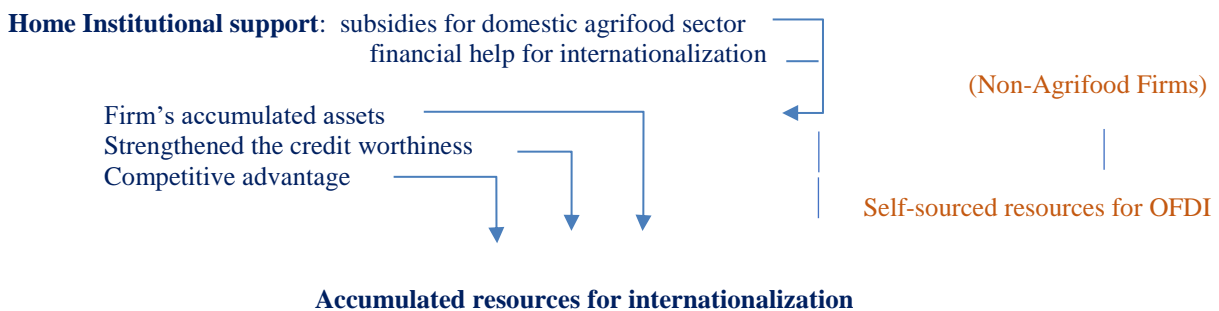 Home Institutional support: subsidies for domestic agrifood sector
financial help for internationalization
(Non-Agrifood Firms)
Firm's accumulated assets
Strengthened the credit worthiness
Competitive advantage
Self-sourced resources for OFDI
Accumulated resources for internationalization